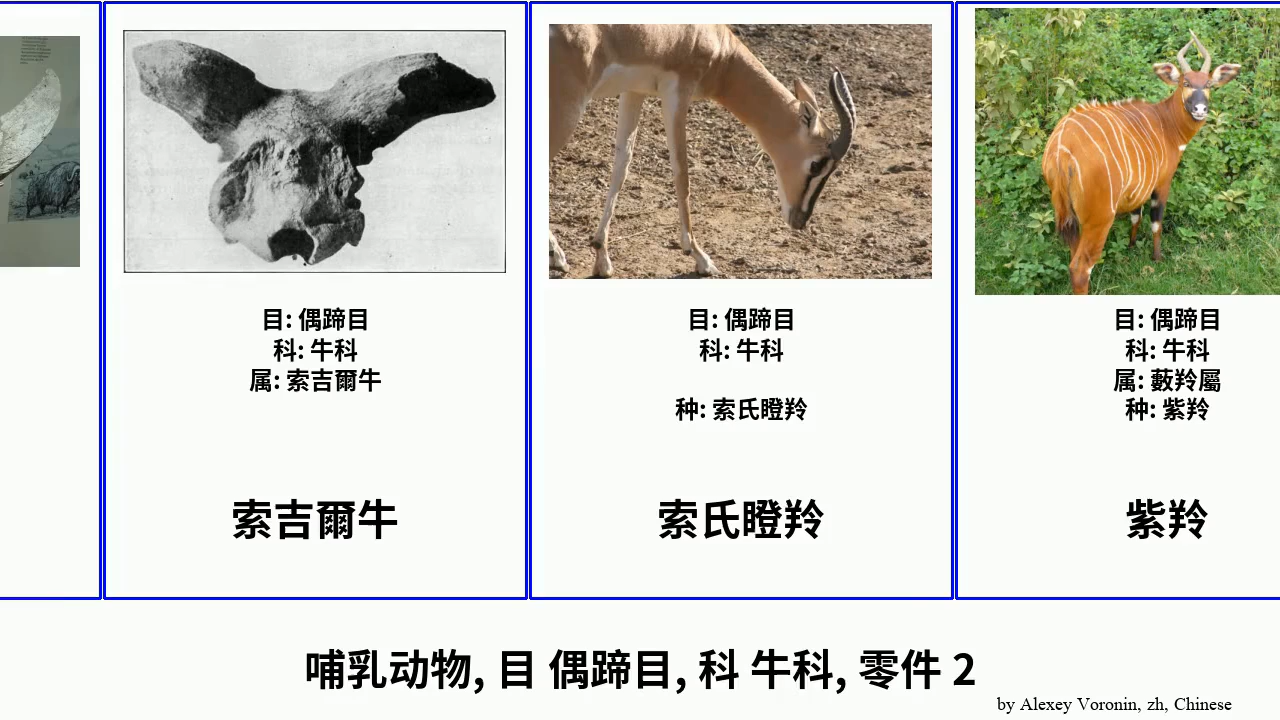 目: 偶蹄目
科: 牛科
属: 索吉爾牛
索吉爾牛
目: 偶蹄目
科: 牛科
种: 索氏瞪羚
索氏瞪羚
目: 偶蹄目
科: 牛科
属: 藪羚屬
种: 紫羚
紫羚
哺乳动物, 目 偶蹄目, 科 牛科, 零件 2
by Alexey Voronin, zh, Chinese